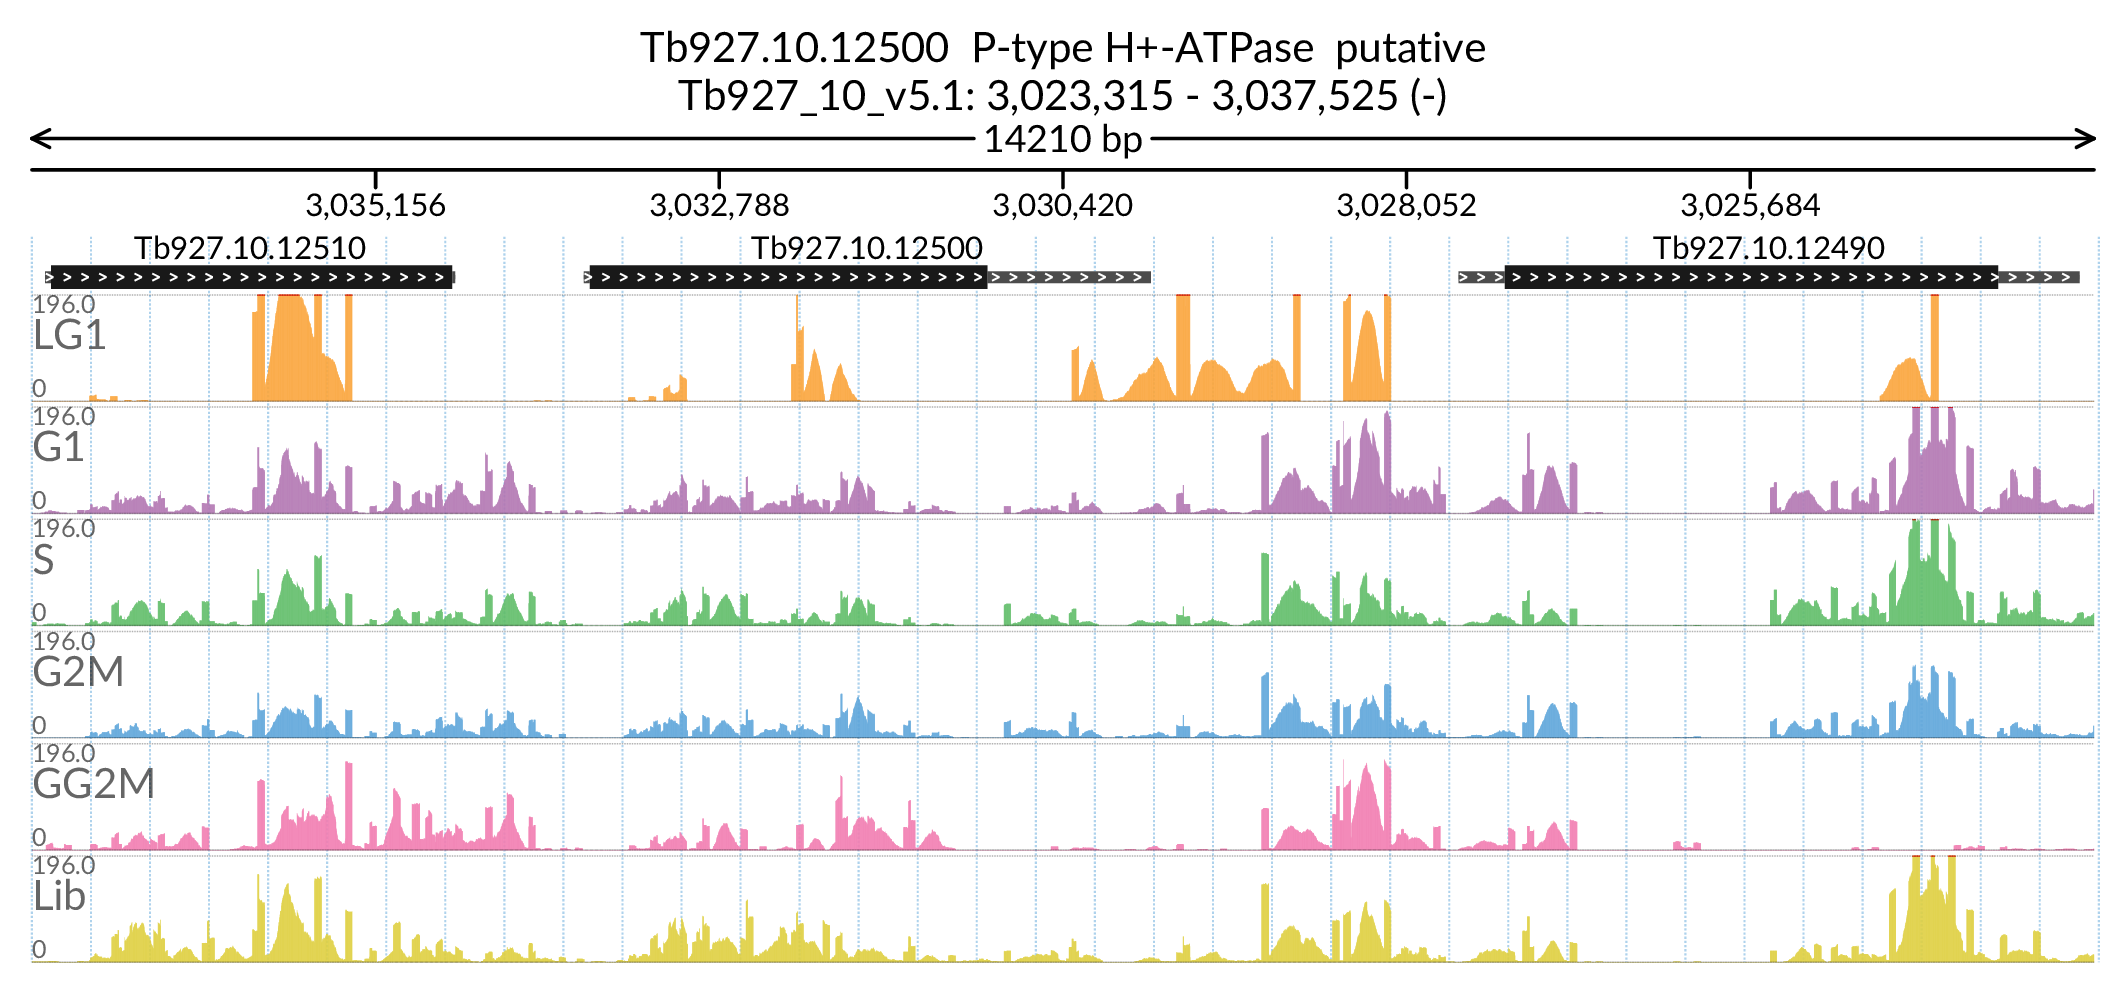 Tb927.10.12500 P-type H+-ATPase putative
Tb927_10_v5.1: 3,023,315 - 3,037,525 (-)
14210 bp
3,035,156 3,032,788 3,030,420 3,028,052 3,025,684
Tb927.10.12510 Tb927.10.12500 Tb927.10.12490
196.0
LG1
0
196.0
G1
0
196.0
S
0
196.0
G2M
0
196.0
GG2M
0
196.0
Lib
0